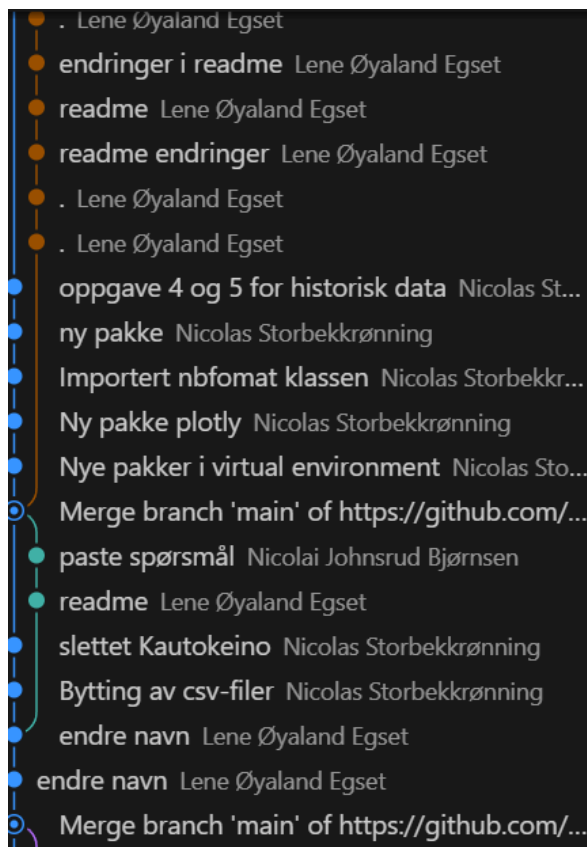 . Lene Øyaland Egset
endringer i readme Lene Øyaland Egset
readme Lene Øyaland Egset
readme endringer Lene Øyaland Egset
. Lene Øyaland Egset
. Lene Øyaland Egset
oppgave 4 og 5 for historisk data Nicolas St...
ny pakke Nicolas Storbekkrønning
Importert nbfomat klassen Nicolas Storbekkr...
Ny pakke plotly Nicolas Storbekkrønning
Nye pakker i virtual environment Nicolas Sto...
Merge branch 'main' of https://github.com/...
paste spørsmål Nicolai Johnsrud Bjørnsen
readme Lene Øyaland Egset
slettet Kautokeino Nicolas Storbekkrønning
Bytting av csv-filer Nicolas Storbekkrønning
endre navn Lene Øyaland Egset
endre navn Lene Øyaland Egset
Merge branch 'main' of https://github.com/...